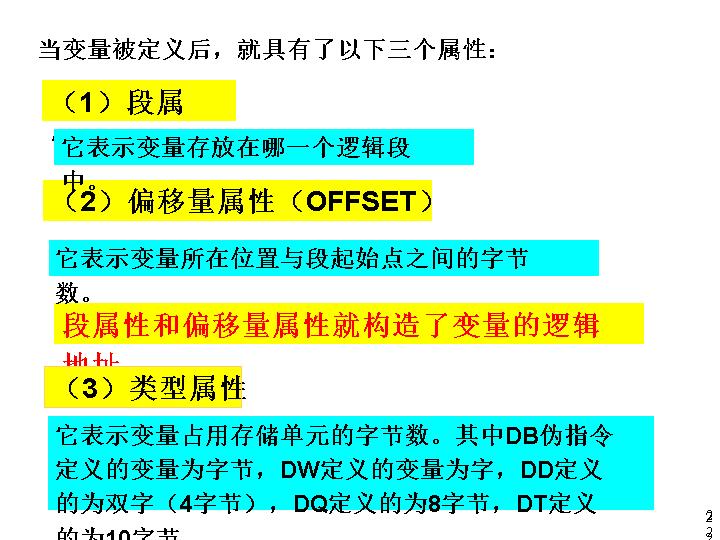 当变量被定义后，就具有了以下三个属性：
（1）段属
它表示变量存放在哪一个逻辑段
中。
（2）偏移量属性（OFFSET）
它表示变量所在位置与段起始点之间的字节
数。
段属性和偏移量属性就构造了变量的逻辑
地址
（3）类型属性
它表示变量占用存储单元的字节数。其中DB伪指令
定义的变量为字节，DW定义的变量为字，DD定义
的为双字（4字节），DQ定义的为8字节，DT定义
的为10字节